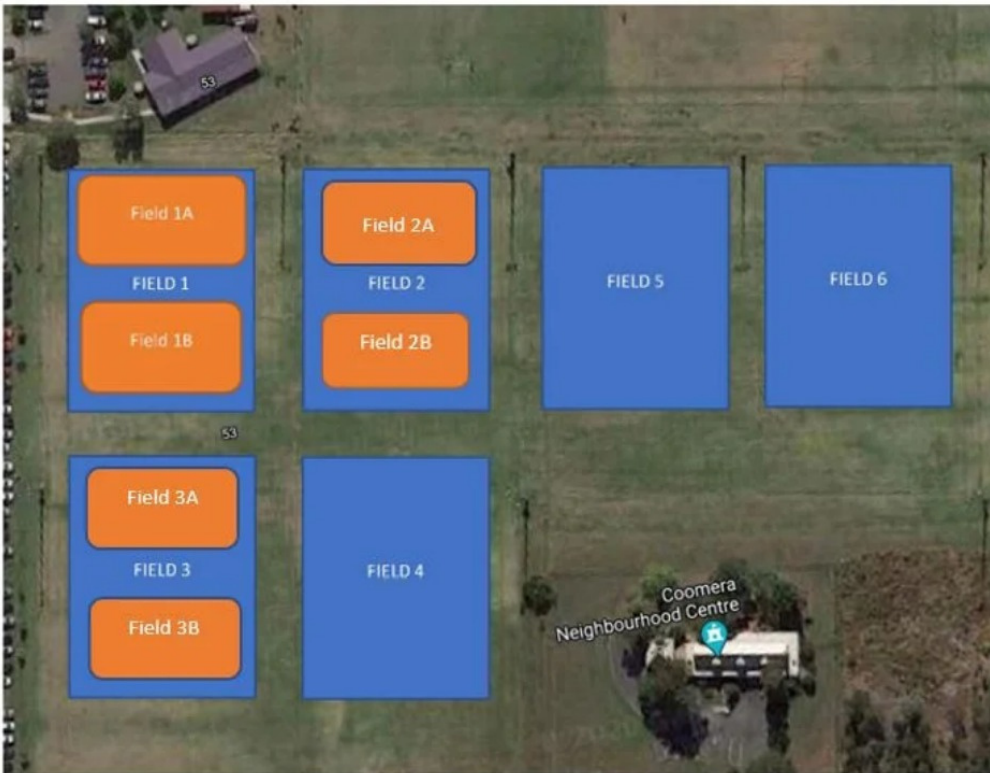 53
Field 1A
Field 2A
FIELD 1
FIELD 2
FIELD 5
FIELD 6
Field 1B
Field 2B
53
Field 3A
FIELD 3
FIELD 4
Field 3B
Coomera
Neighbourhood Centre